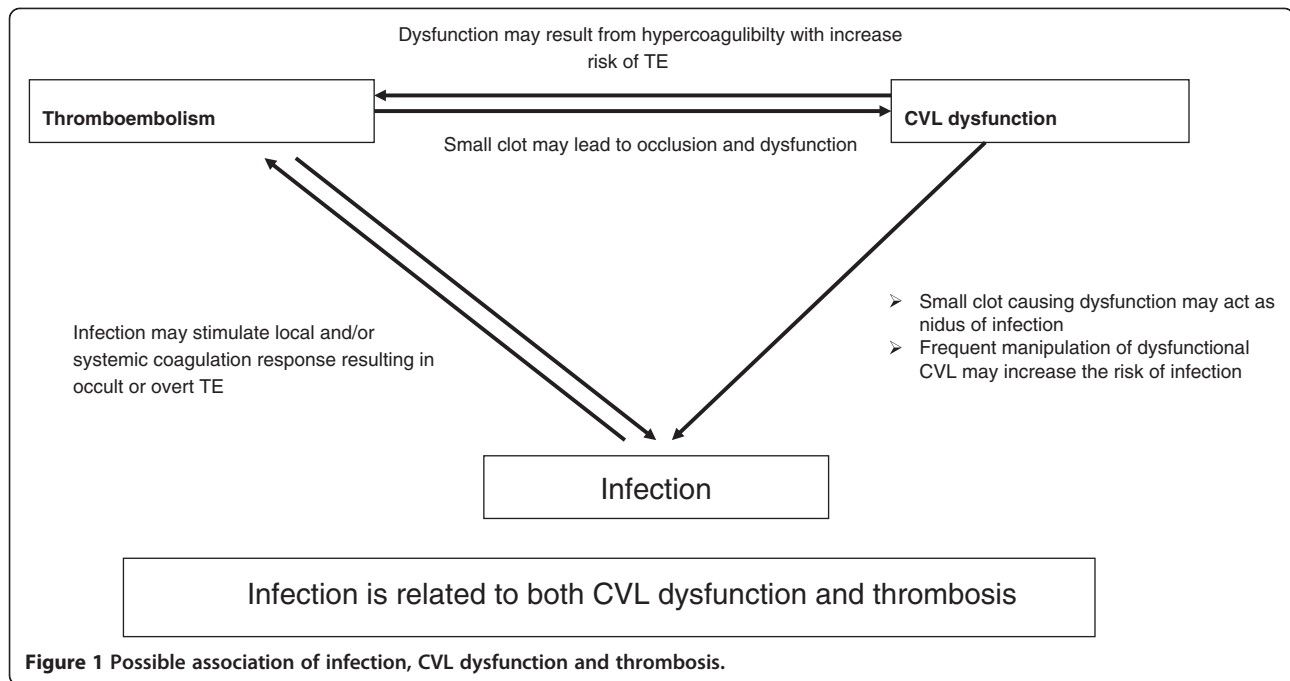 Dysfunction may result from hypercoagulibilty with increase
risk of TE
Thromboembolism
CVL dysfunction
Small clot may lead to occlusion and dysfunction
Infection may stimulate local and/or
systemic coagulation response resulting in
occult or overt TE
➢ Small clot causing dysfunction may act as
nidus of infection
➢ Frequent manipulation of dysfunctional
CVL may increase the risk of infection
Infection
Infection is related to both CVL dysfunction and thrombosis
Figure 1 Possible association of infection, CVL dysfunction and thrombosis.